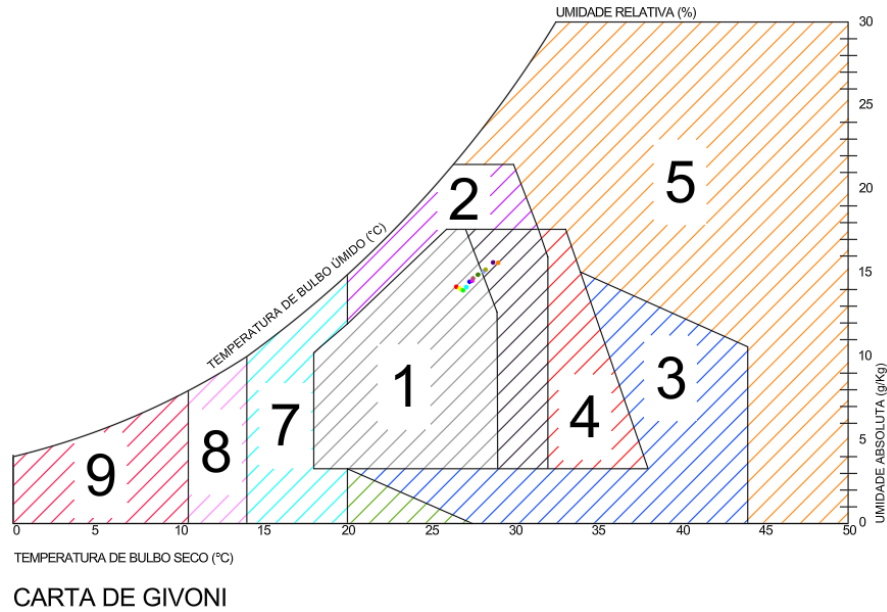 UMIDADE RELATIVA (%)
30
25
5
2
20
TEMPERATURA DE BULBO ÚMIDO (°C)
15
1
3
10
4
7
8
9
5
UMIDADE ABSOLUTA (g/Kg)
0
0 5 10 15 20 25 30 35 40 45 50
TEMPERATURA DE BULBO SECO (°C)
CARTA DE GIVONI